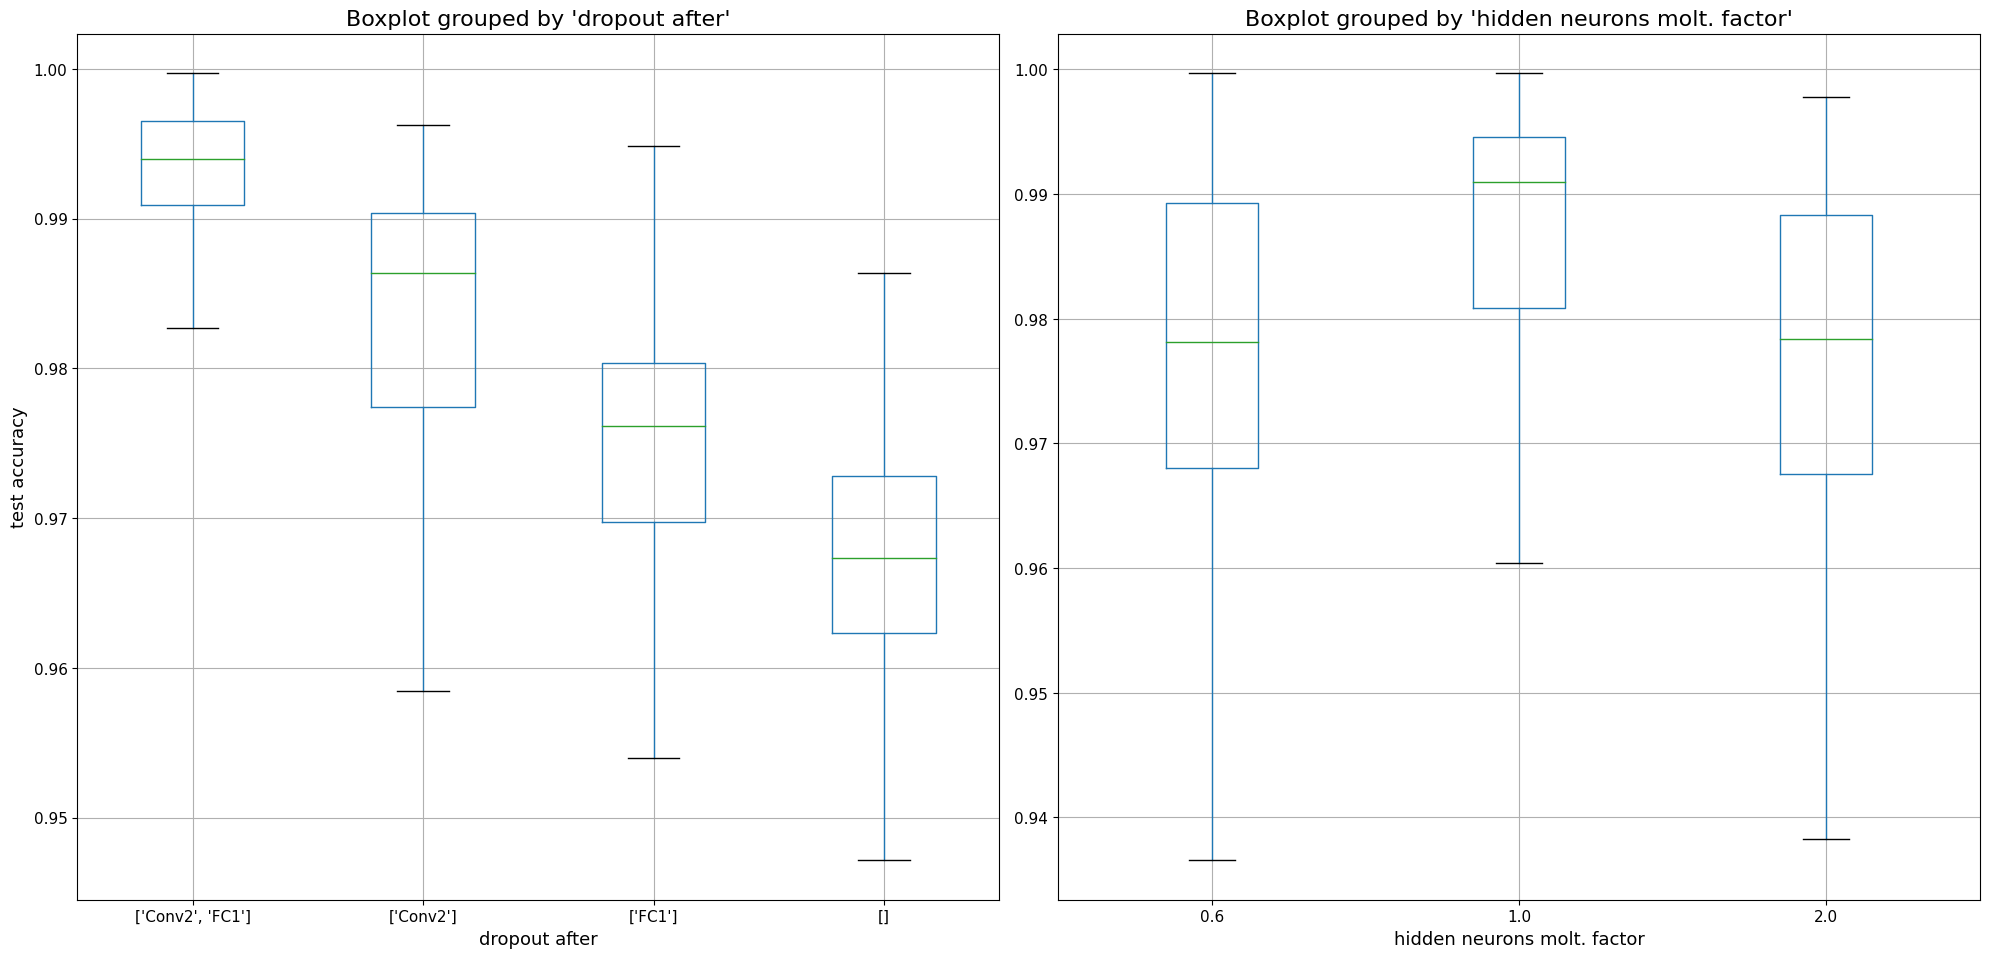 Boxplot grouped by 'dropout after'
1.00
0.99
0.98
0.97
0.96
0.95
test accuracy
['Conv2', 'FC1']
['Conv2']
['FC1']
[]
dropout after
Boxplot grouped by 'hidden neurons molt. factor'
1.00
0.99
0.98
0.97
0.96
0.95
0.94
0.6
1.0
2.0
hidden neurons molt. factor